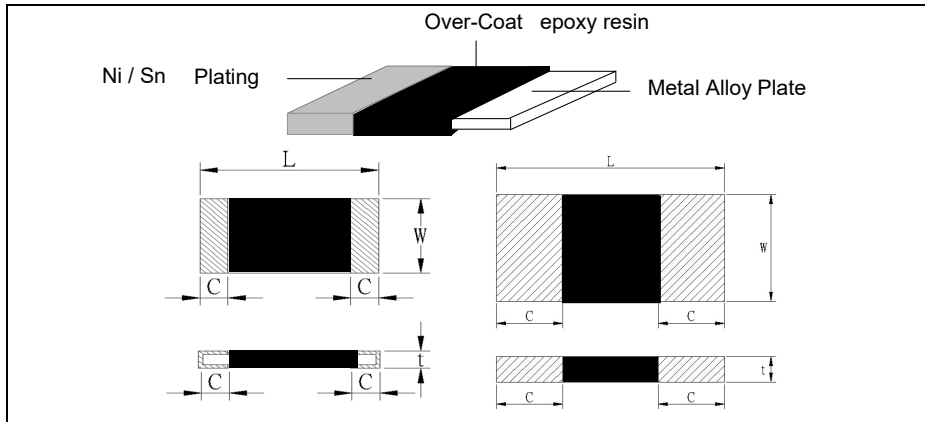 Over-Coat epoxy resin
Ni / Sn Plating
Metal Alloy Plate
L
W
C C
t
C C
L
W
C C
t
C C